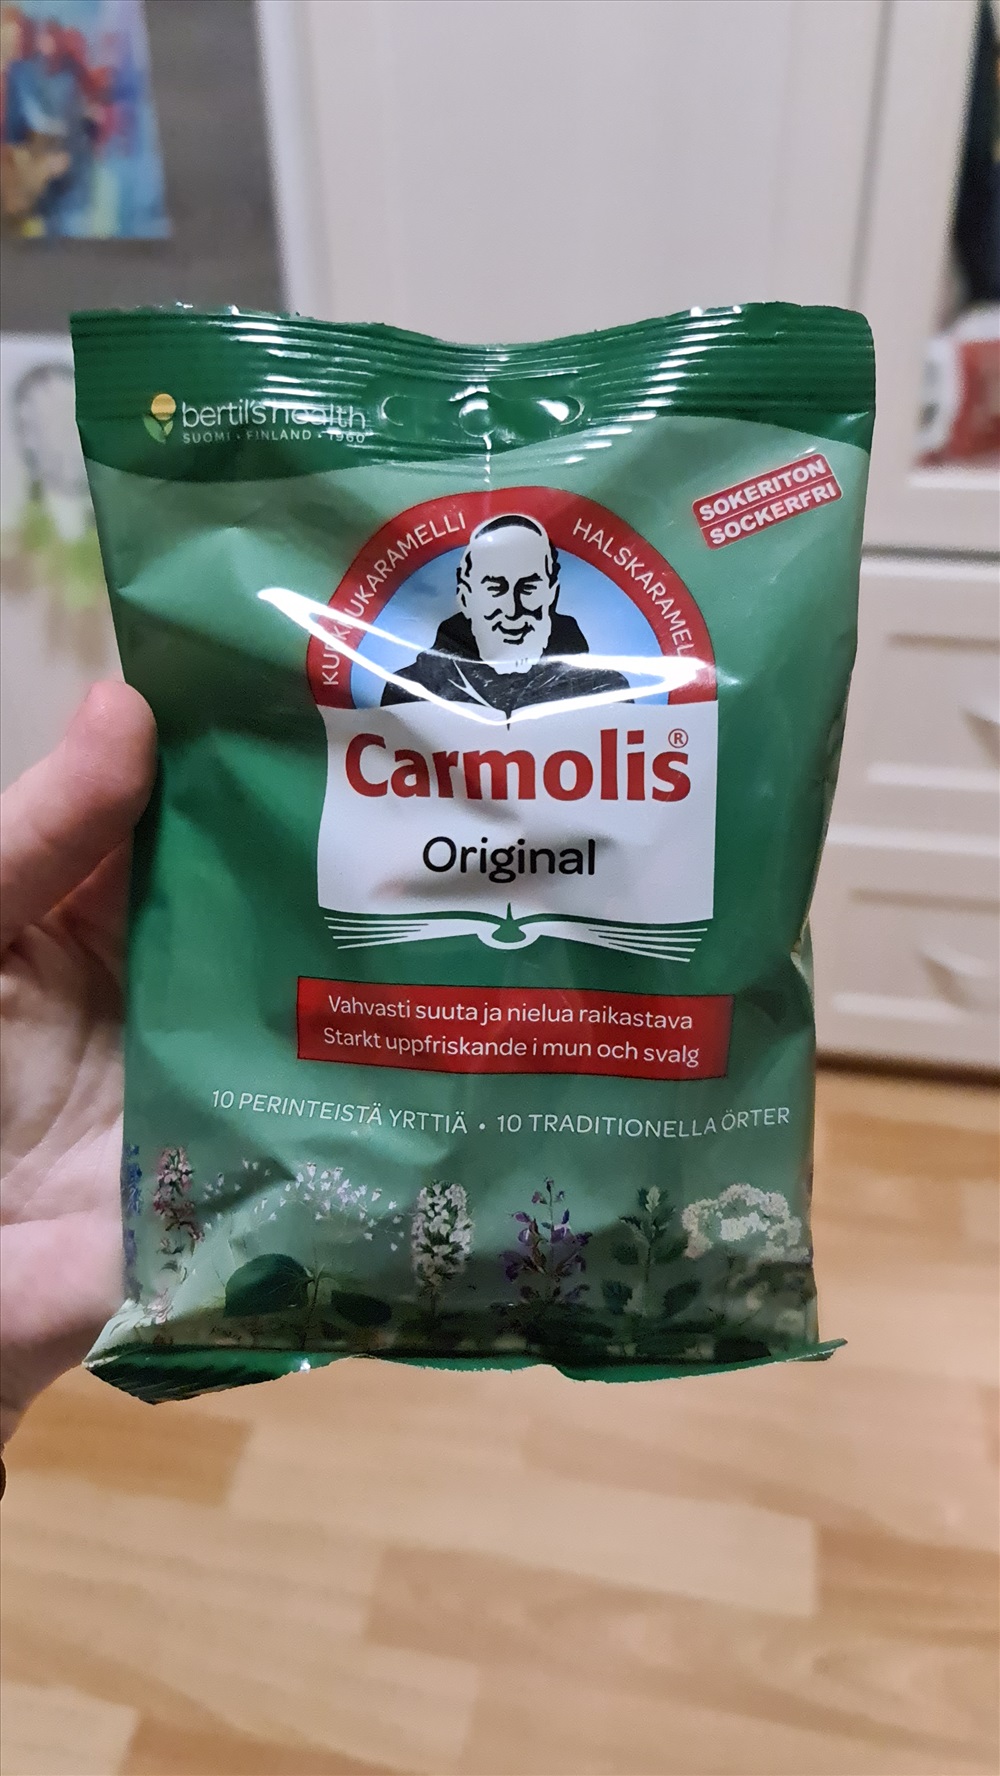 bertil's health
SUOMI • FINLAND • 1960
SOKERITON
SOCKERFRI
KURKKUKARAMELLI
HALSKARAMELL
Carmolis®
Original
Vahvasti suuta ja nielua raikastava
Starkt uppfriskande i mun och svalg
10 PERINTEISTÄ YRTTIÄ • 10 TRADITIONELLA ÖRTER